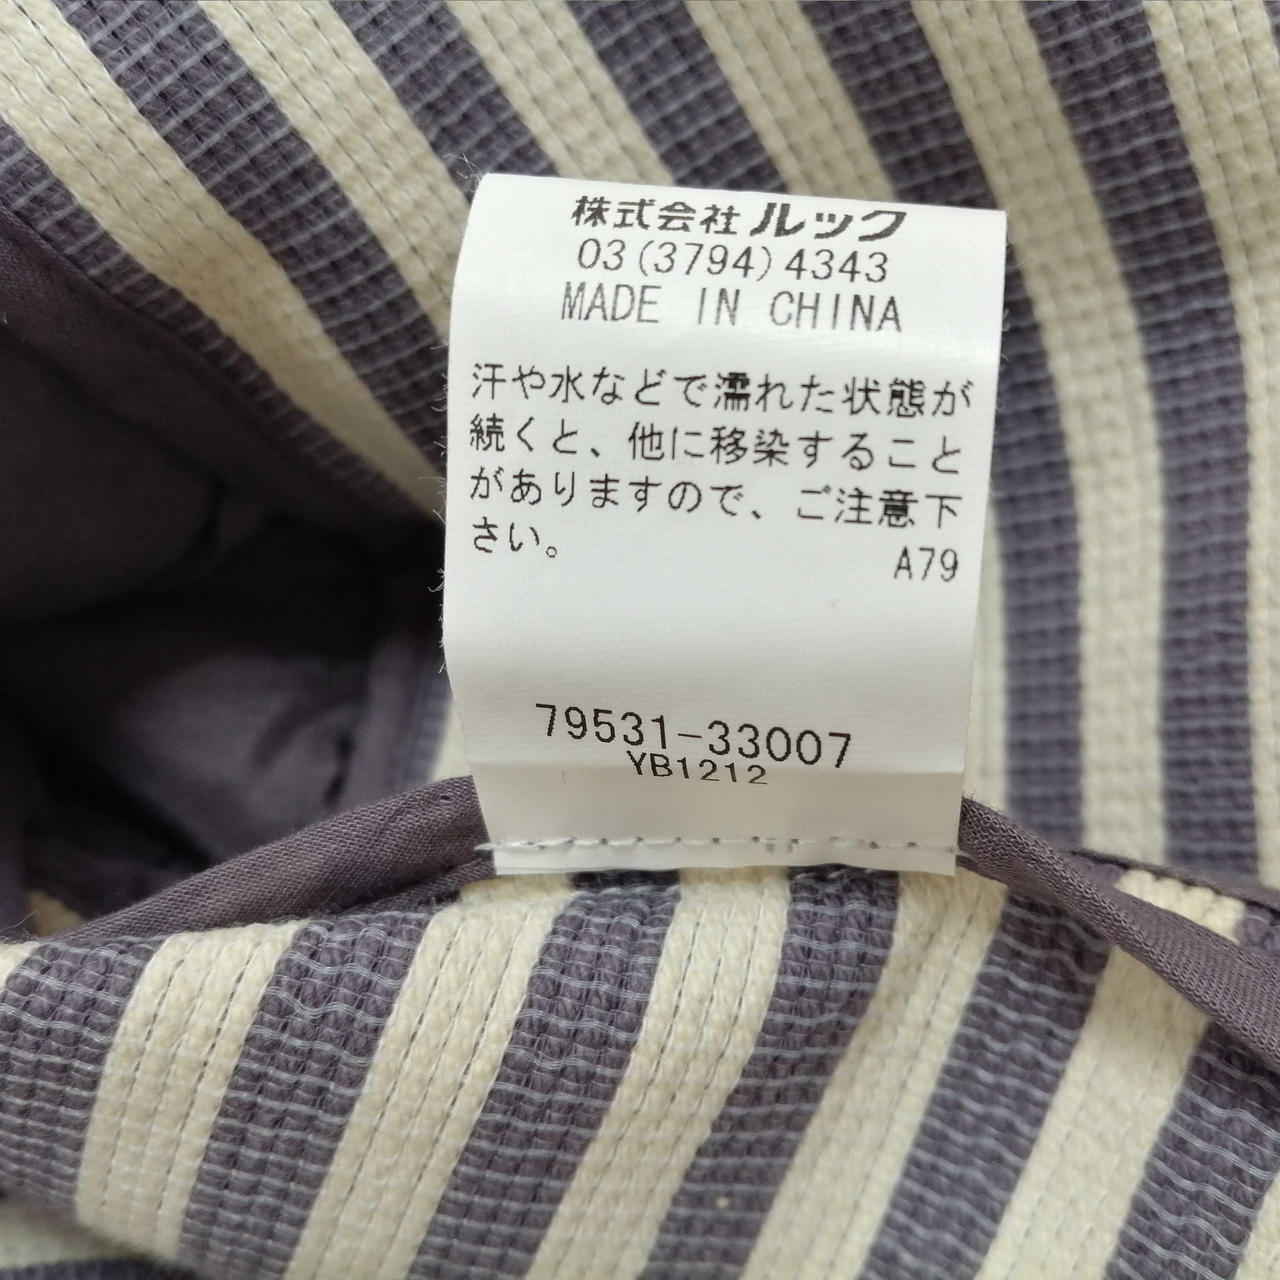 株式会社 ルック
03(3794)4343
MADE IN CHINA
汗や水などで濡れた状態が
続くと、他に移染すること
がありますので、ご注意下
さい。
A79
79531-33007
YB1212